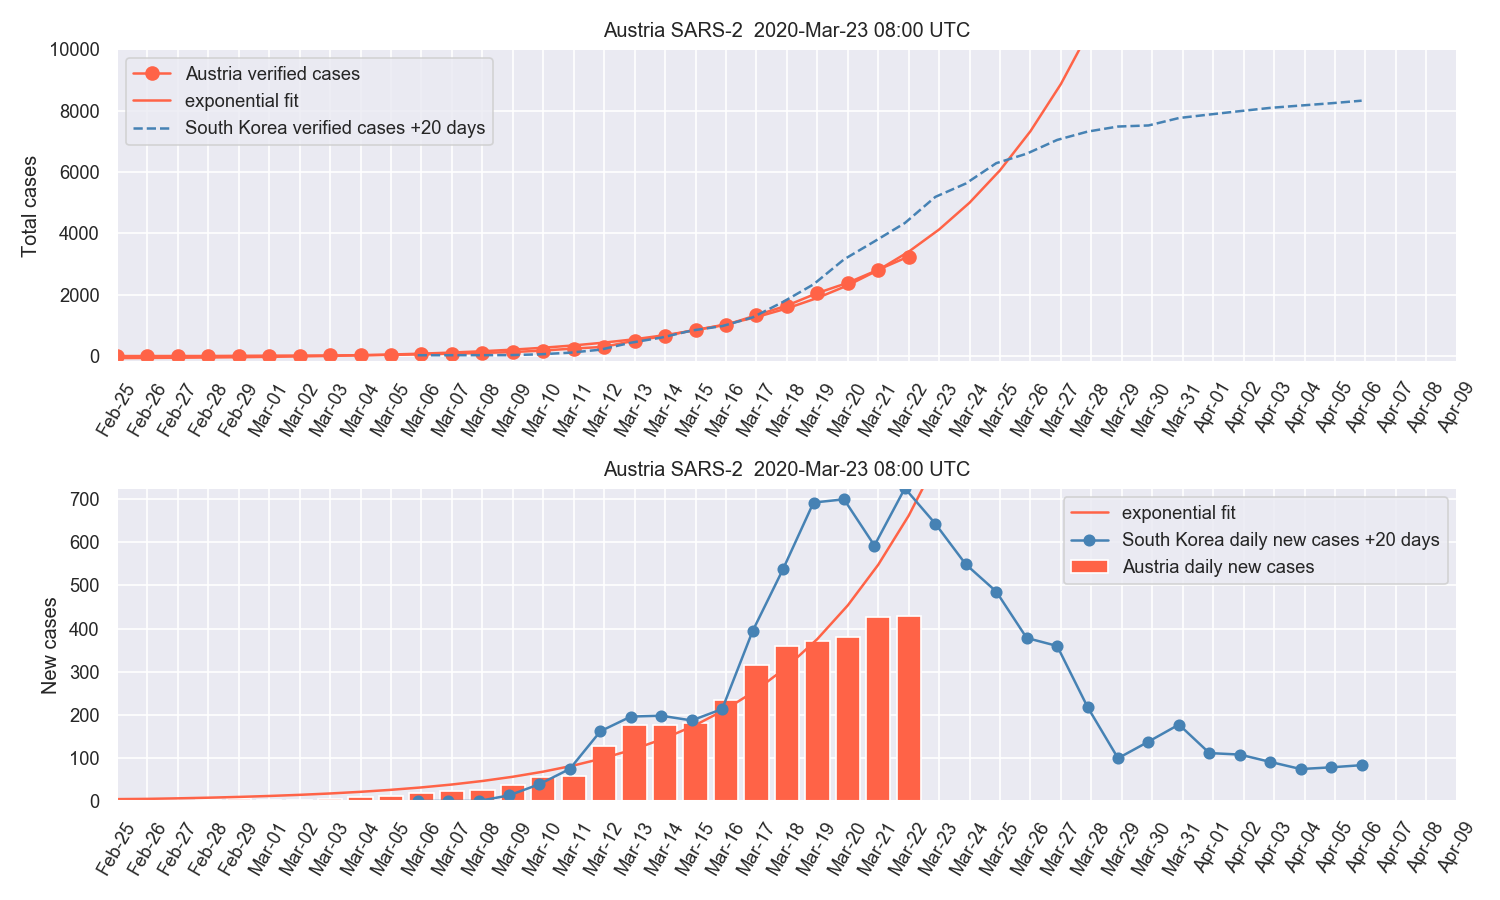 Austria SARS-2 2020-Mar-23 08:00 UTC
10000
8000
6000
4000
2000
0
Total cases
Austria verified cases
exponential fit
South Korea verified cases +20 days
Feb-25 Feb-26 Feb-27 Feb-28 Feb-29 Mar-01 Mar-02 Mar-03 Mar-04 Mar-05 Mar-06 Mar-07 Mar-08 Mar-09 Mar-10 Mar-11 Mar-12 Mar-13 Mar-14 Mar-15 Mar-16 Mar-17 Mar-18 Mar-19 Mar-20 Mar-21 Mar-22 Mar-23 Mar-24 Mar-25 Mar-26 Mar-27 Mar-28 Mar-29 Mar-30 Mar-31 Apr-01 Apr-02 Apr-03 Apr-04 Apr-05 Apr-06 Apr-07 Apr-08 Apr-09
Austria SARS-2 2020-Mar-23 08:00 UTC
700
600
500
400
300
200
100
0
New cases
exponential fit
South Korea daily new cases +20 days
Austria daily new cases
Feb-25 Feb-26 Feb-27 Feb-28 Feb-29 Mar-01 Mar-02 Mar-03 Mar-04 Mar-05 Mar-06 Mar-07 Mar-08 Mar-09 Mar-10 Mar-11 Mar-12 Mar-13 Mar-14 Mar-15 Mar-16 Mar-17 Mar-18 Mar-19 Mar-20 Mar-21 Mar-22 Mar-23 Mar-24 Mar-25 Mar-26 Mar-27 Mar-28 Mar-29 Mar-30 Mar-31 Apr-01 Apr-02 Apr-03 Apr-04 Apr-05 Apr-06 Apr-07 Apr-08 Apr-09